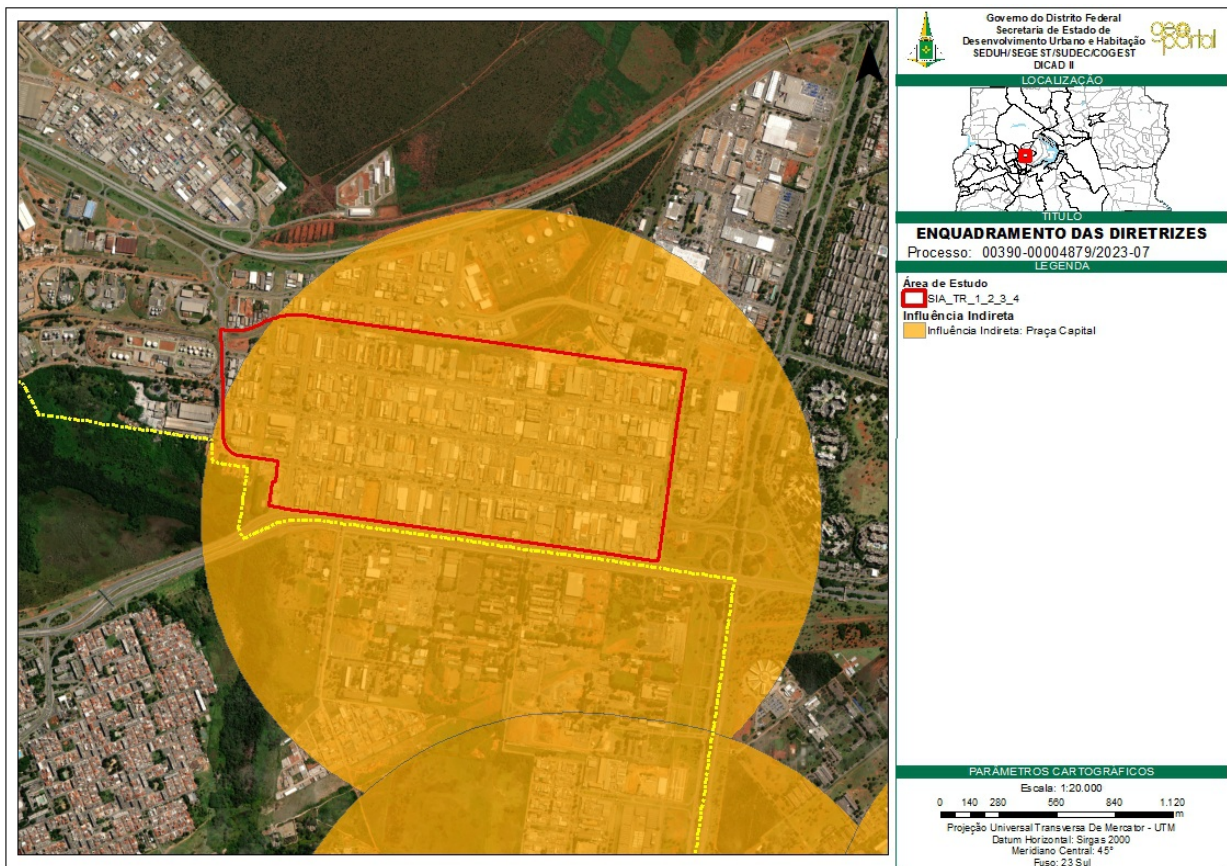 Governo do Distrito Federal
Secretaria de Estado de
Desenvolvimento Urbano e Habitação
SEDUH/SEGEST/SUDEC/COGEST
DICAD II
geo
portal
LOCALIZAÇÃO
TITULO
ENQUADRAMENTO DAS DIRETRIZES
Processo: 00390-00004879/2023-07
LEGENDA
Área de Estudo
SIA_TR_1_2_3_4
Influência Indireta
Influência Indireta: Praça Capital
PARÂMETROS CARTOGRÁFICOS
Escala: 1:20.000
0 140 280 560 840 1.120
m
Projeção Universal Transversa De Mercator - UTM
Datum Horizontal: Sirgas 2000
Meridiano Central: 45°
Fuso: 23 Sul